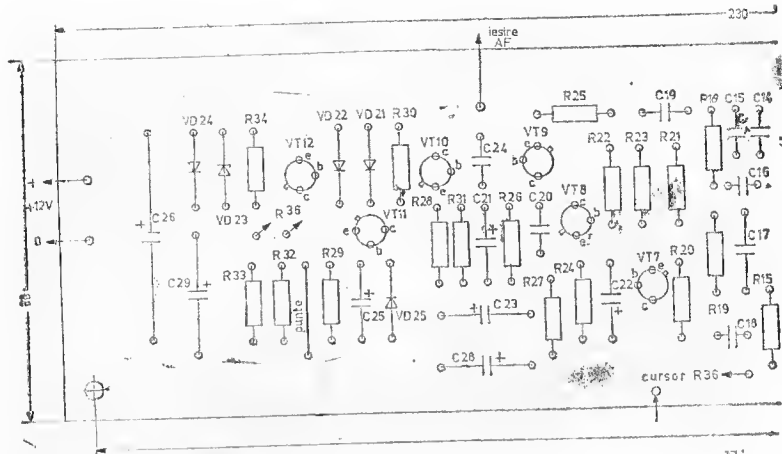 230
iesire
AF
R25
C19
R18
C15
C14
VD24
R34
VD22
VD21
R30
VT12
VT10
C24
VT9
R22
R23
R21
e
b
c
c
b
e
c
b
c
C16
+
+12V
0
+
C26
VD23
R36
VT11
e
c
b
R28
R31
C21
R26
C20
VT8
c
b
e
C17
C29
+
R33
R32
R29
punte
+
C25
VD25
+
C23
R27
R24
C22
+
VT7
e
b
c
R20
R19
C18
R15
C28
+
88
cursor R36